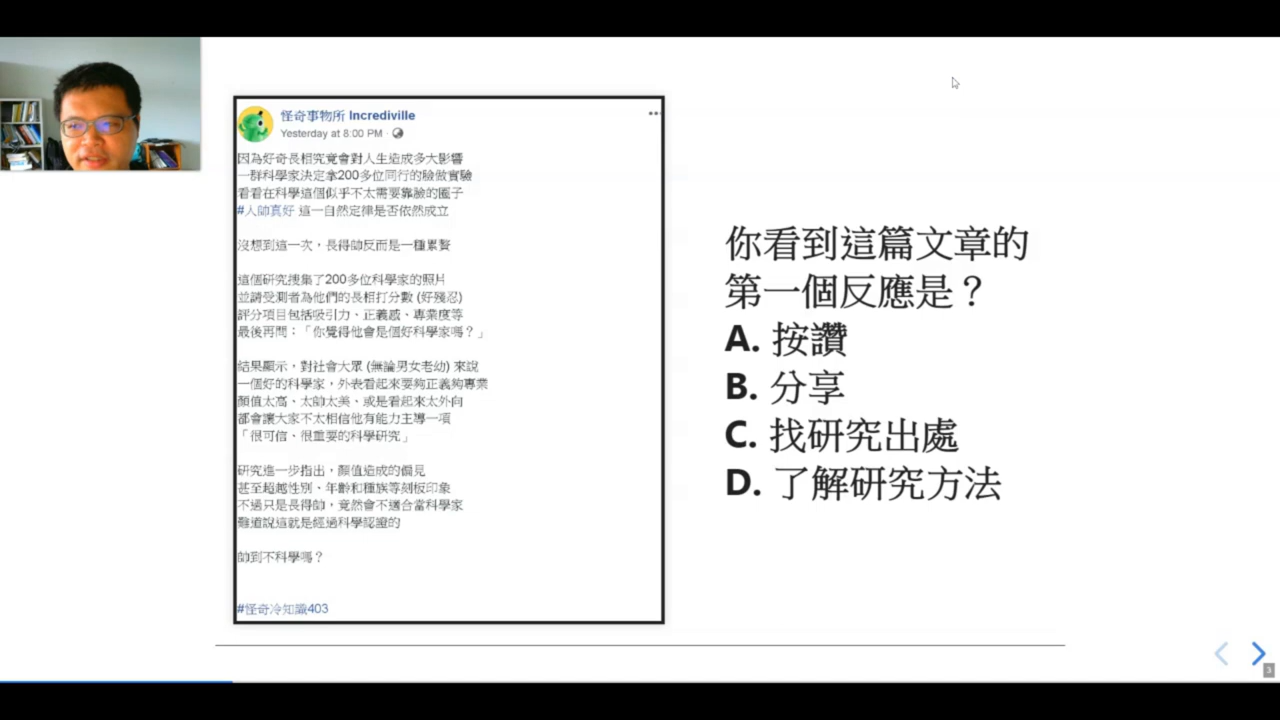 怪奇事物所 Incrediville
Yesterday at 8:00 PM ·
因為好奇長相究竟會對人生造成多大影響
一群科學家決定拿200多位同行的臉做實驗
看看在科學這個似乎不太需要靠臉的圈子
#人帥真好 這一自然定律是否依然成立
沒想到這一次，長得帥反而是一種累贅
這個研究搜集了200多位科學家的照片
並請受測者為他們的長相打分數 (好殘忍)
評分項目包括吸引力、正義感、專業度等
最後再問：「你覺得他會是個好科學家嗎？」
結果顯示，對社會大眾 (無論男女老幼) 來說
一個好的科學家，外表看起來要夠正義夠專業
顏值太高、太帥太美、或是看起來太外向
都會讓大家不太相信他有能力主導一項
「很可信、很重要的科學研究」
研究進一步指出，顏值造成的偏見
甚至超越性別、年齡和種族等刻板印象
不過只是長得帥，竟然會不適合當科學家
難道說這就是經過科學認證的
帥到不科學嗎？
#怪奇冷知識403
你看到這篇文章的
第一個反應是？
A. 按讚
B. 分享
C. 找研究出處
D. 了解研究方法
3